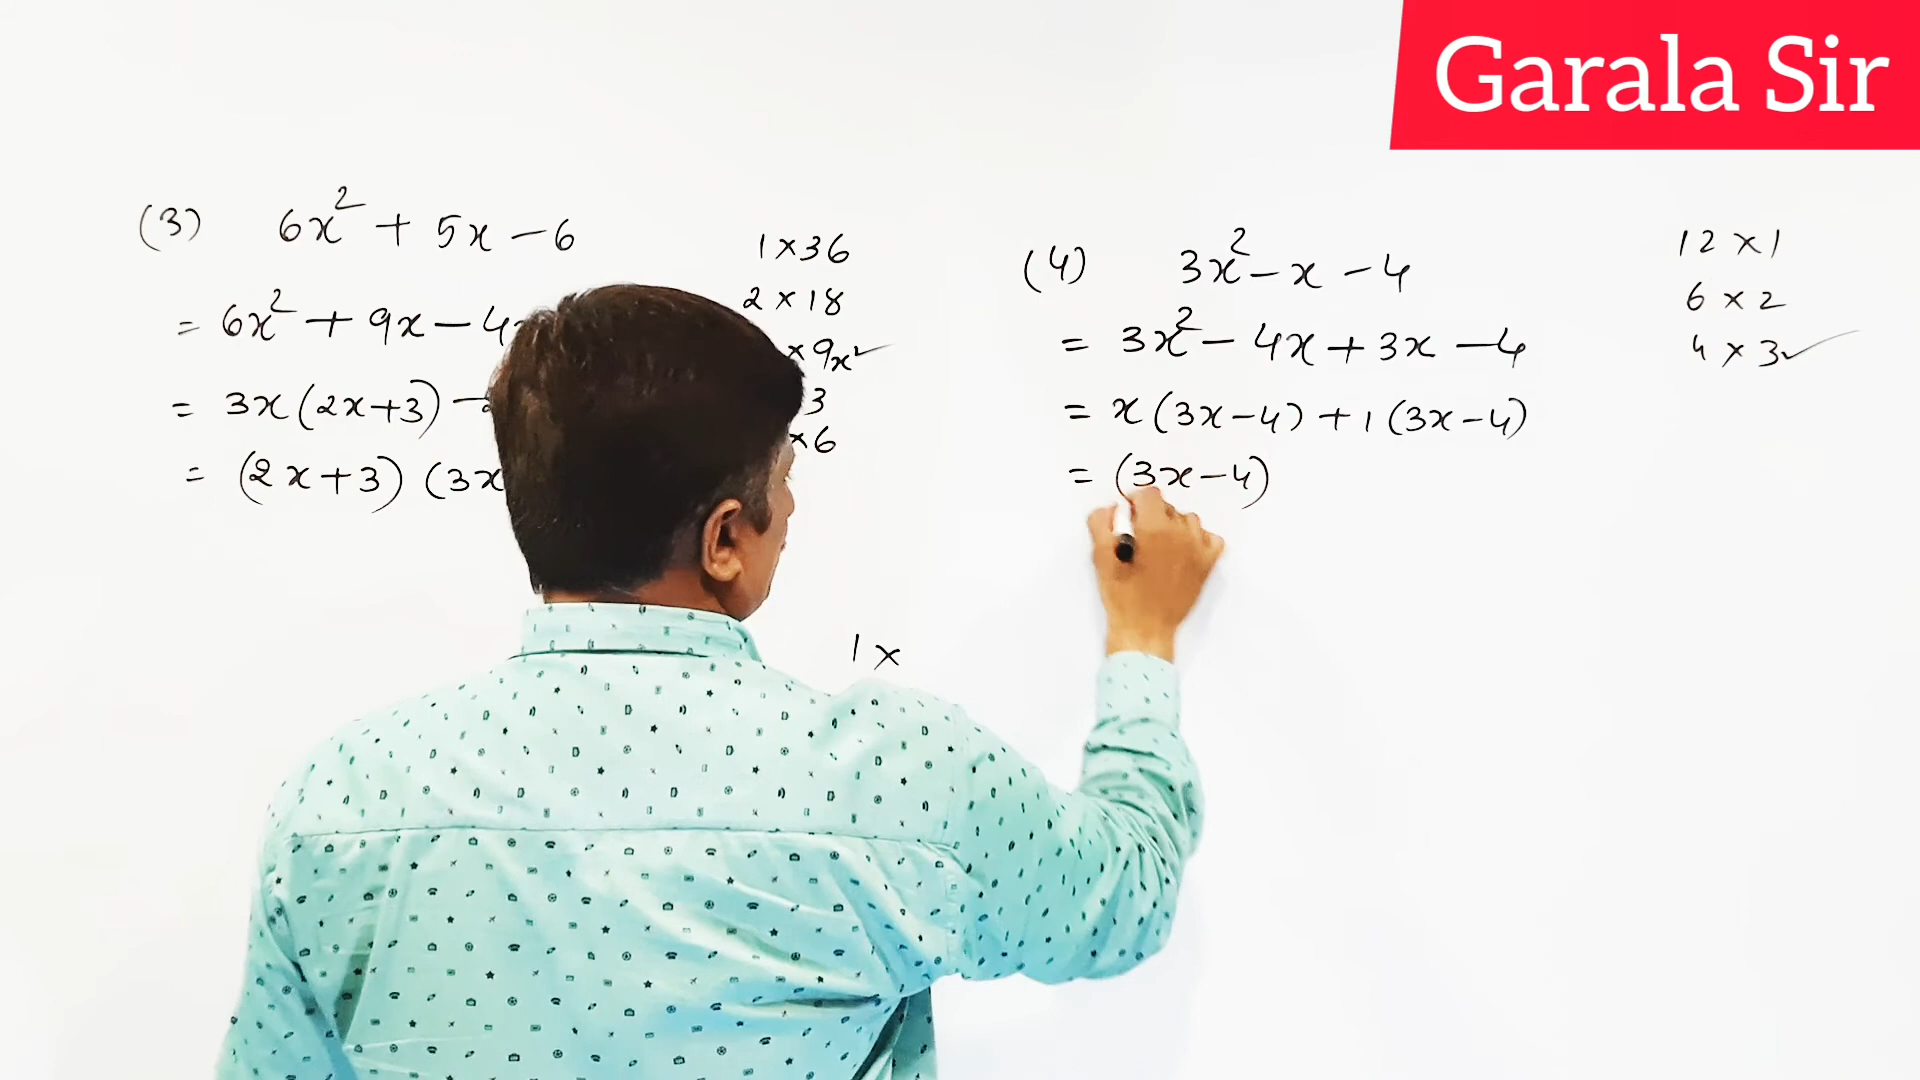 Garala Sir
(3) 6x² + 5x - 6
= 6x² + 9x - 4
= 3x(2x+3) -
= (2x+3) (3x
1 × 36
2 × 18
× 9x²
3
× 6
1 ×
(4) 3x² - x - 4
= 3x² - 4x + 3x - 4
= x(3x-4) + 1(3x-4)
= (3x-4)
12 × 1
6 × 2
4 × 3✓